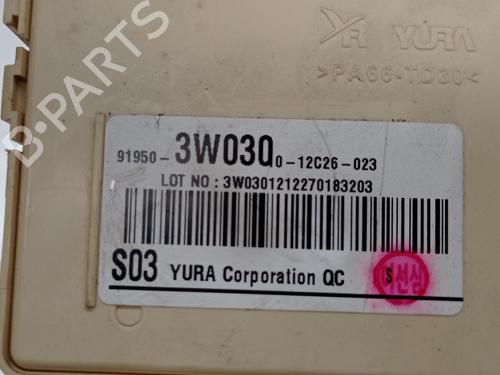 YR YURA
>PA66-TD30<
91950- 3W030 0-12C26-023
LOT NO : 3W0301212270183203
S03 YURA Corporation QC
B-PARTS